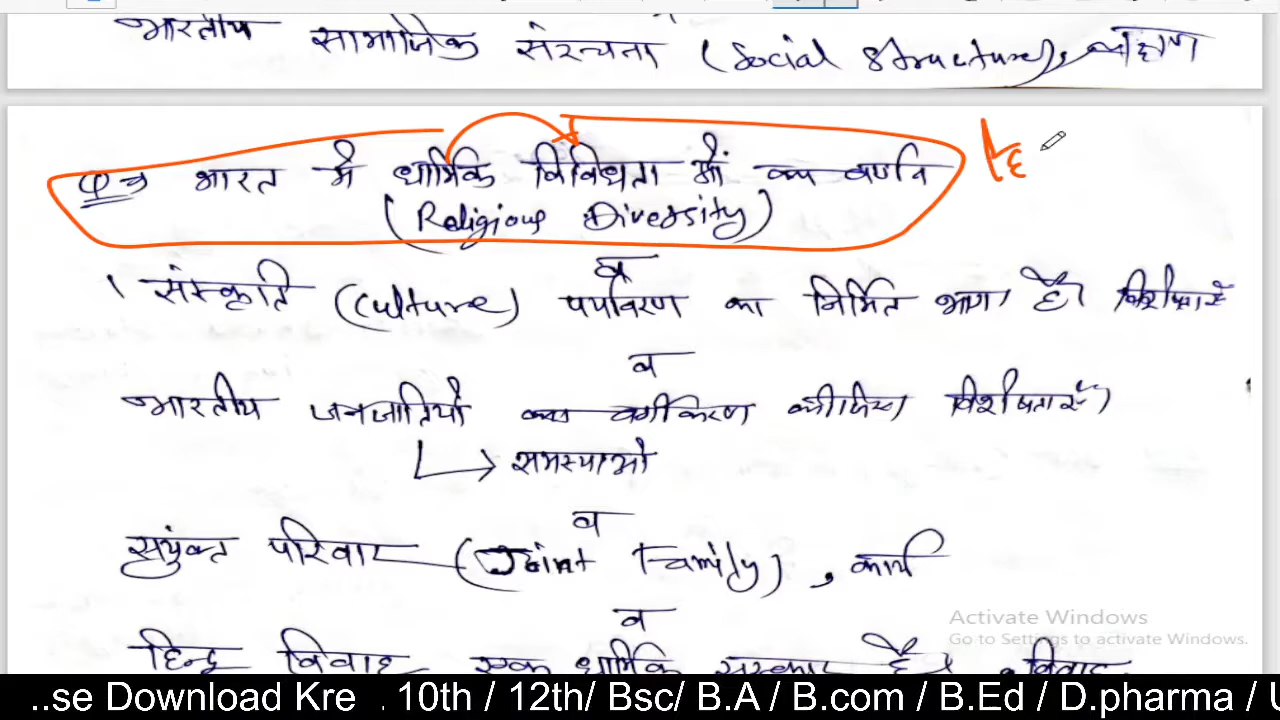 भारतीय सामाजिक संरचना (Social Structure),
प्र0 भारत में धार्मिक विविधताओं का वर्णन
(Religious Diversity)
व
संस्कृति (Culture) पर्यावरण का निर्मित भाग है। विशेषताएँ
व
भारतीय जनजातियों का वर्गीकरण कीजिए। विशेषताएँ
समस्याओं
व
संयुक्त परिवार (Joint Family), कार्य
व
हिन्दू विवाह एक धार्मिक संस्कार है। विवाह
Activate Windows
Go to Settings to activate Windows.
..se Download Kre . 10th / 12th/ Bsc/ B.A / B.com / B.Ed / D.pharma /